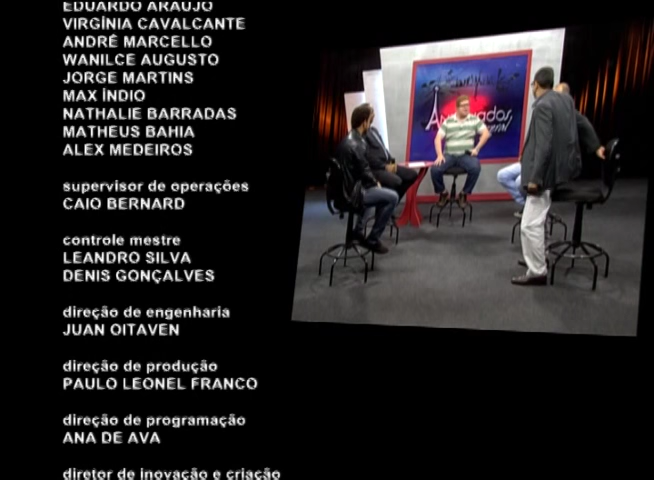 EDUARDO ARAÚJO
VIRGÍNIA CAVALCANTE
ANDRÉ MARCELLO
WANILCE AUGUSTO
JORGE MARTINS
MAX ÍNDIO
NATHALIE BARRADAS
MATHEUS BAHIA
ALEX MEDEIROS
supervisor de operações
CAIO BERNARD
controle mestre
LEANDRO SILVA
DENIS GONÇALVES
direção de engenharia
JUAN OITAVEN
direção de produção
PAULO LEONEL FRANCO
direção de programação
ANA DE AVA
diretor de inovação e criação